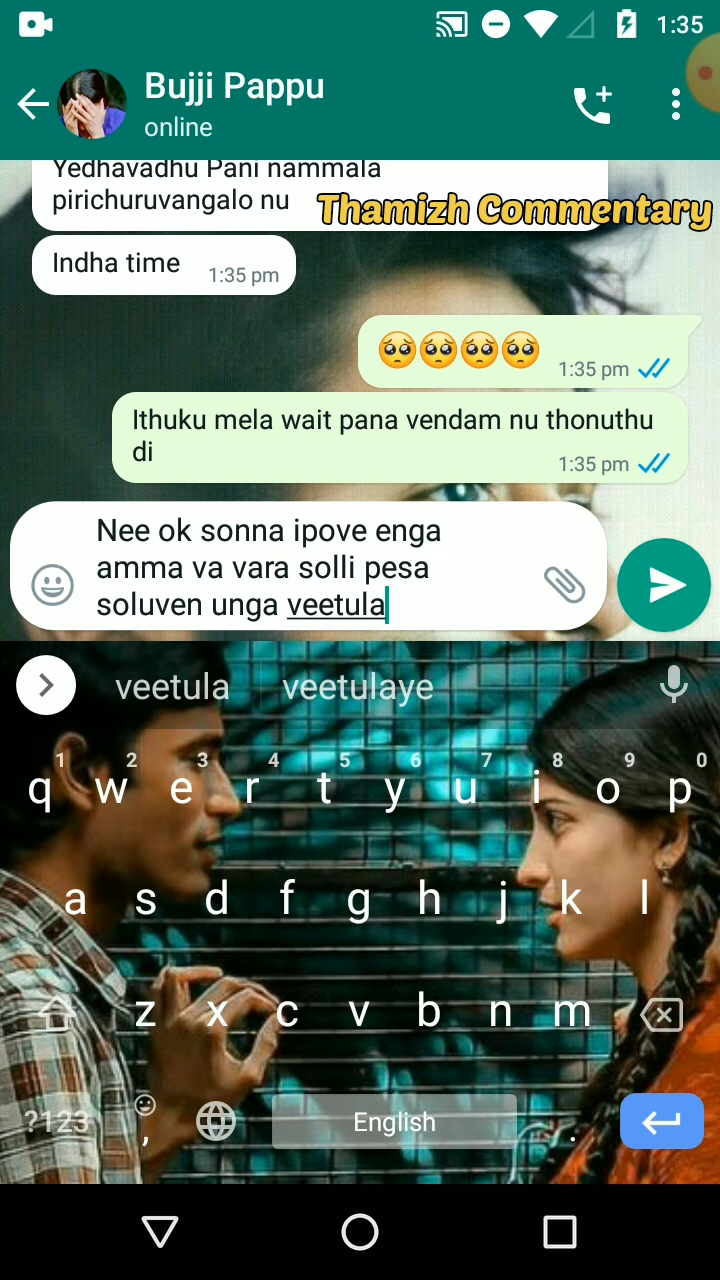 1:35
Bujji Pappu
online
Yedhavadhu Pani nammala
pirichuruvangalo nu
Thamizh Commentary
Indha time
1:35 pm
🥺🥺🥺🥺
1:35 pm
Ithuku mela wait pana vendam nu thonuthu
di
1:35 pm
Nee ok sonna ipove enga
amma va vara solli pesa
soluven unga veetula
veetula veetulaye
1 2 3 4 5 6 7 8 9 0
q w e r t y u i o p
a s d f g h j k l
z x c v b n m
?123 , English .